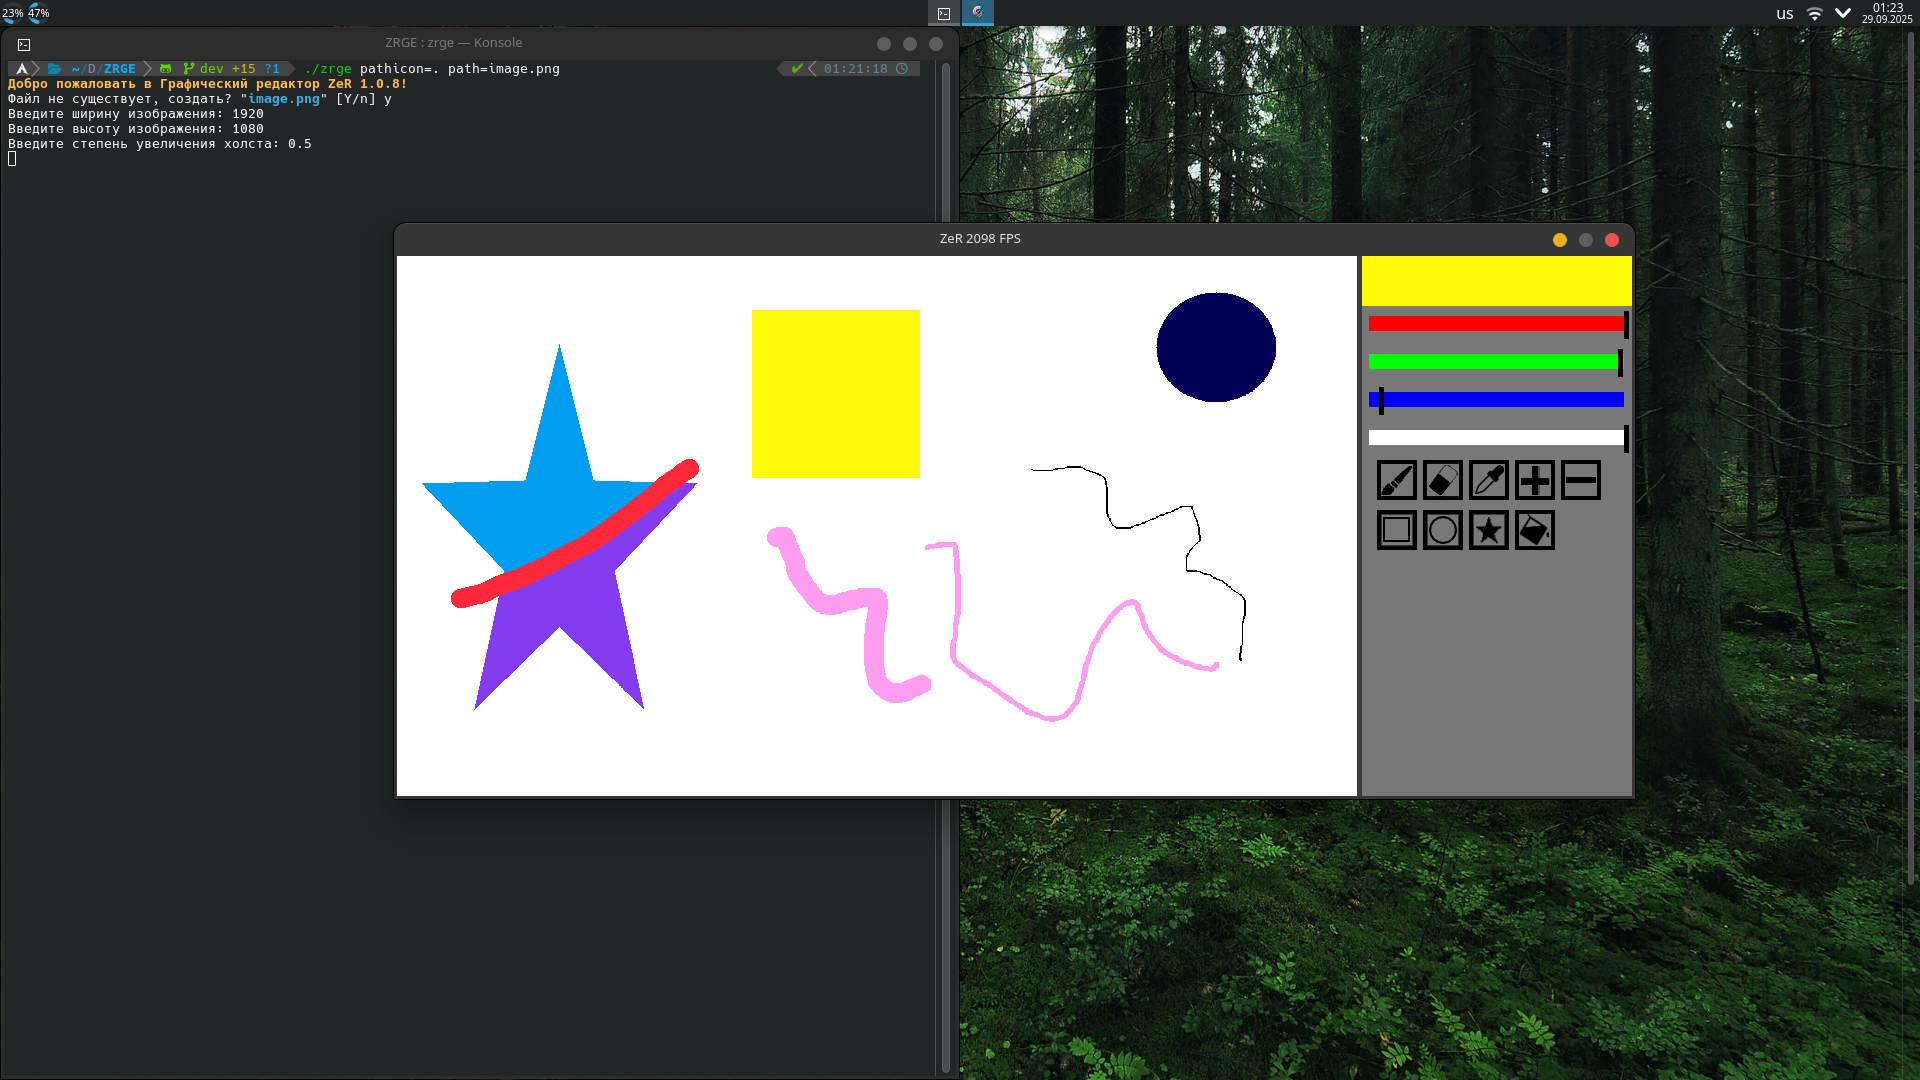 23% 47%
us
01:23
29.09.2025
ZRGE : zrge — Konsole
~/D/ZRGE dev +15 ?1 ./zrge pathicon=. path=image.png 01:21:18
Добро пожаловать в Графический редактор ZeR 1.0.8!
Файл не существует, создать? "image.png" [Y/n] y
Введите ширину изображения: 1920
Введите высоту изображения: 1080
Введите степень увеличения холста: 0.5
ZeR 2098 FPS